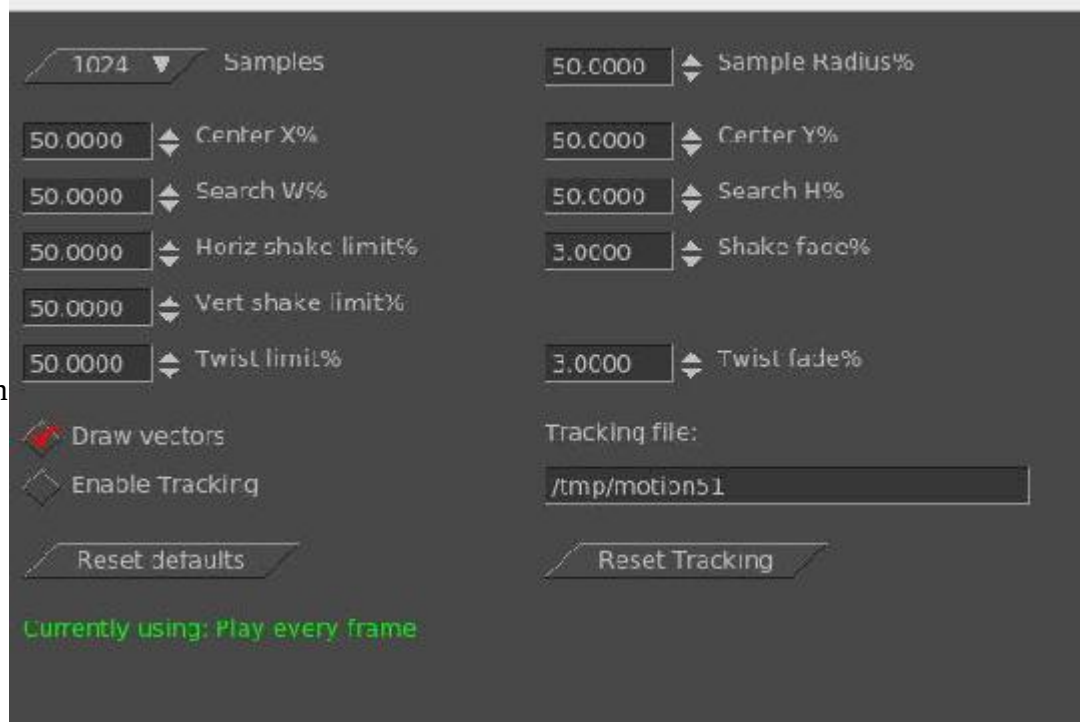 1024 ▼ Samples 50.0000 Sample Radius%
50.0000 Center X% 50.0000 Center Y%
50.0000 Search W% 50.0000 Search H%
50.0000 Horiz shake limit% 3.0000 Shake fade%
50.0000 Vert shake limit%
50.0000 Twist limit% 3.0000 Twist fade%
Draw vectors Tracking file:
Enable Tracking /tmp/motion51
Reset defaults Reset Tracking
Currently using: Play every frame